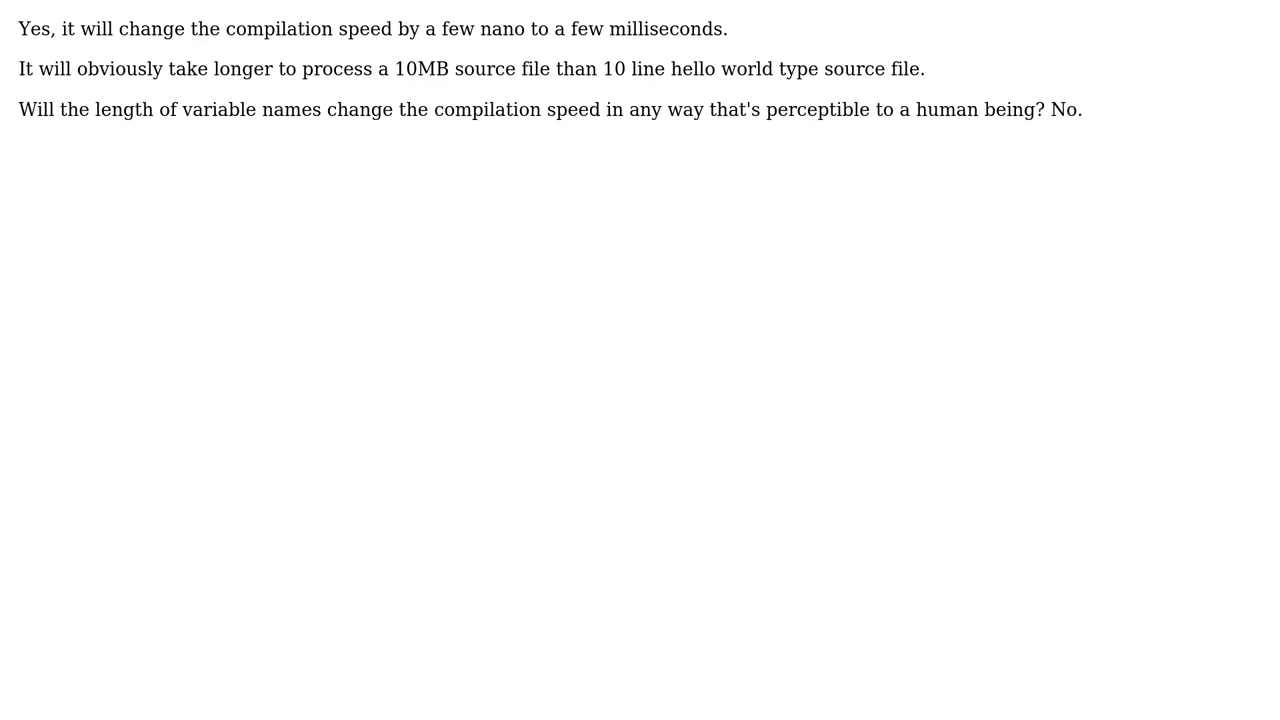 Yes, it will change the compilation speed by a few nano to a few milliseconds.
It will obviously take longer to process a 10MB source file than 10 line hello world type source file.
Will the length of variable names change the compilation speed in any way that's perceptible to a human being? No.